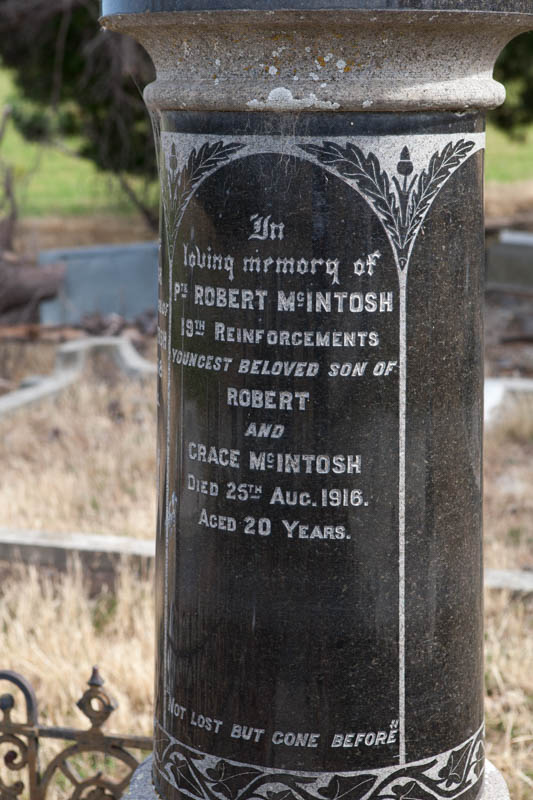 In
loving memory of
PTE ROBERT McINTOSH
19TH REINFORCEMENTS
YOUNGEST BELOVED SON OF
ROBERT
AND
GRACE McINTOSH
DIED 25TH AUG. 1916.
AGED 20 YEARS.
"NOT LOST BUT GONE BEFORE"